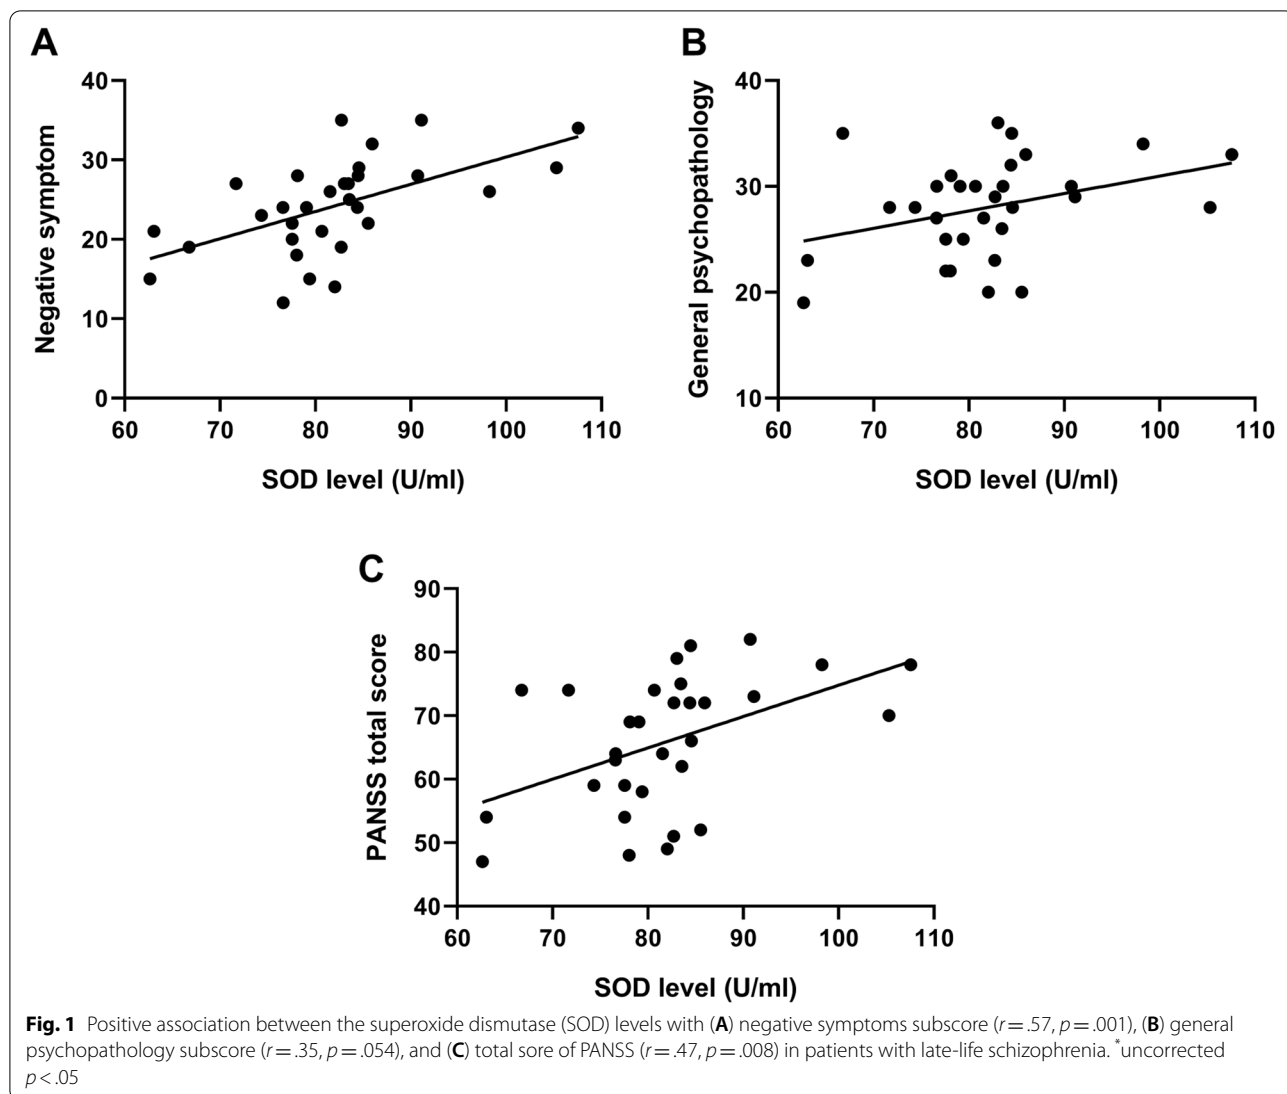 A
Negative symptom
40
30
20
10
0
60 70 80 90 100 110
SOD level (U/ml)
B
General psychopathology
40
30
20
10
60 70 80 90 100 110
SOD level (U/ml)
C
PANSS total score
90
80
70
60
50
40
60 70 80 90 100 110
SOD level (U/ml)
Fig. 1 Positive association between the superoxide dismutase (SOD) levels with (A) negative symptoms subscore (r = .57, p = .001), (B) general
psychopathology subscore (r = .35, p = .054), and (C) total sore of PANSS (r = .47, p = .008) in patients with late-life schizophrenia. *uncorrected
p < .05